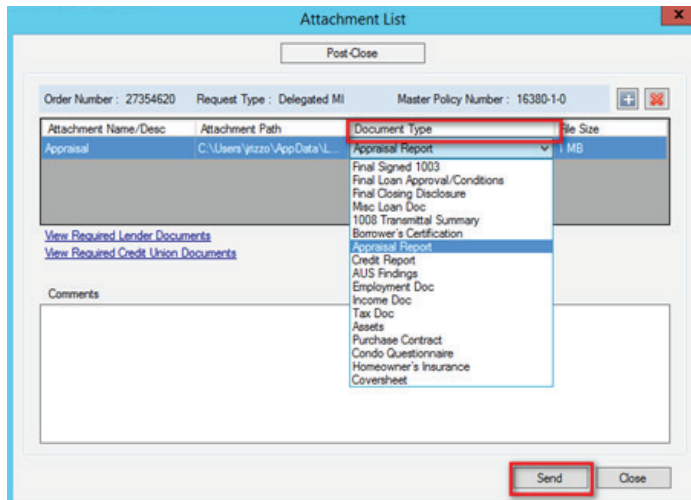 Attachment List
x
Post-Close
Order Number : 27354620 Request Type : Delegated MI Master Policy Number : 16380-1-0
Attachment Name/Desc Attachment Path Document Type File Size
Appraisal C:\Users\jrizzo\AppData\L... Appraisal Report 1 MB
Final Signed 1003
Final Loan Approval/Conditions
Final Closing Disclosure
Misc Loan Doc
1008 Transmittal Summary
Borrower's Certification
Appraisal Report
Credit Report
AUS Findings
Employment Doc
Income Doc
Tax Doc
Assets
Purchase Contract
Condo Questionnaire
Homeowner's Insurance
Coversheet
View Required Lender Documents
View Required Credit Union Documents
Comments
Send Close